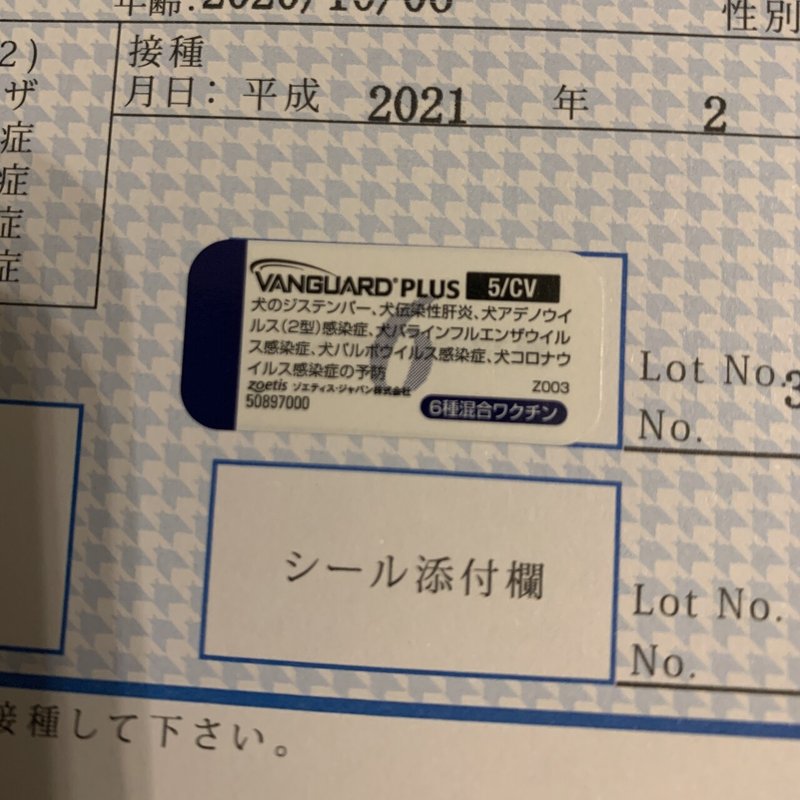 年齢:2020/10/06
性別
2)
接種
ザ
月日: 平成 2021 年 2
症
症
症
症
VANGUARD®PLUS 5/CV
犬のジステンパー、犬伝染性肝炎、犬アデノウイ
ルス(2型)感染症、犬パラインフルエンザウイル
ス感染症、犬パルボウイルス感染症、犬コロナウ
イルス感染症の予防
6
zoetis ゾエティス・ジャパン株式会社
Z003
50897000
6種混合ワクチン
Lot No.3
No.
シール添付欄
Lot No.
No.
接種して下さい。